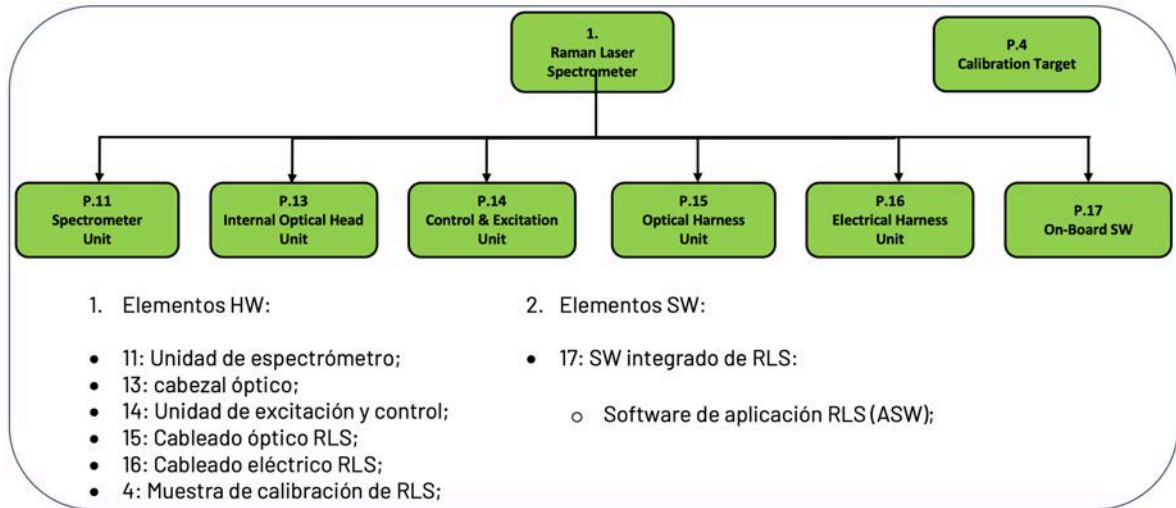 1.
Raman Laser
Spectrometer
P.4
Calibration Target
P.11
Spectrometer
Unit
P.13
Internal Optical Head
Unit
P.14
Control & Excitation
Unit
P.15
Optical Harness
Unit
P.16
Electrical Harness
Unit
P.17
On-Board SW
1. Elementos HW:
• 11: Unidad de espectrómetro;
• 13: cabezal óptico;
• 14: Unidad de excitación y control;
• 15: Cableado óptico RLS;
• 16: Cableado eléctrico RLS;
• 4: Muestra de calibración de RLS;
2. Elementos SW:
• 17: SW integrado de RLS:
o Software de aplicación RLS (ASW);